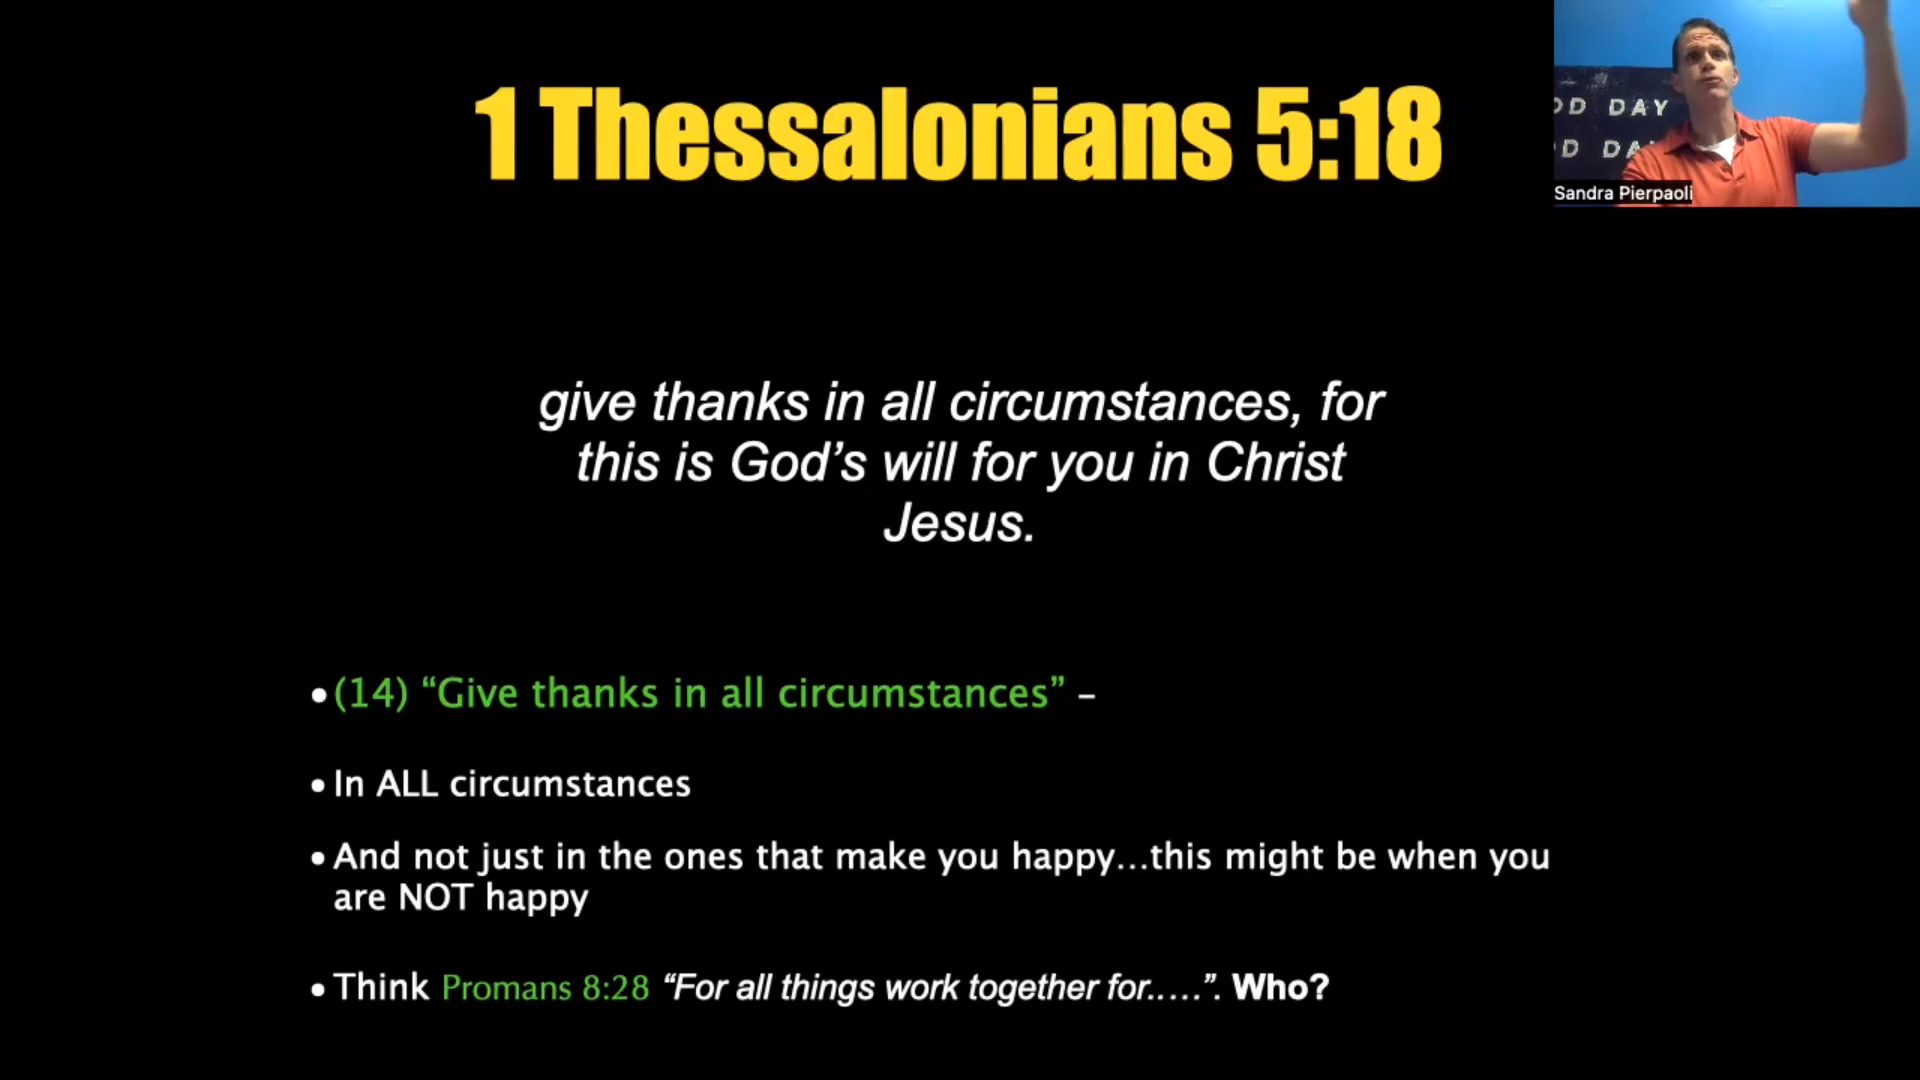 1 Thessalonians 5:18
OD DAY
D DA
Sandra Pierpaoli
give thanks in all circumstances, for
this is God’s will for you in Christ
Jesus.
•(14) “Give thanks in all circumstances” –
•In ALL circumstances
•And not just in the ones that make you happy…this might be when you
are NOT happy
•Think Promans 8:28 “For all things work together for..…”. Who?